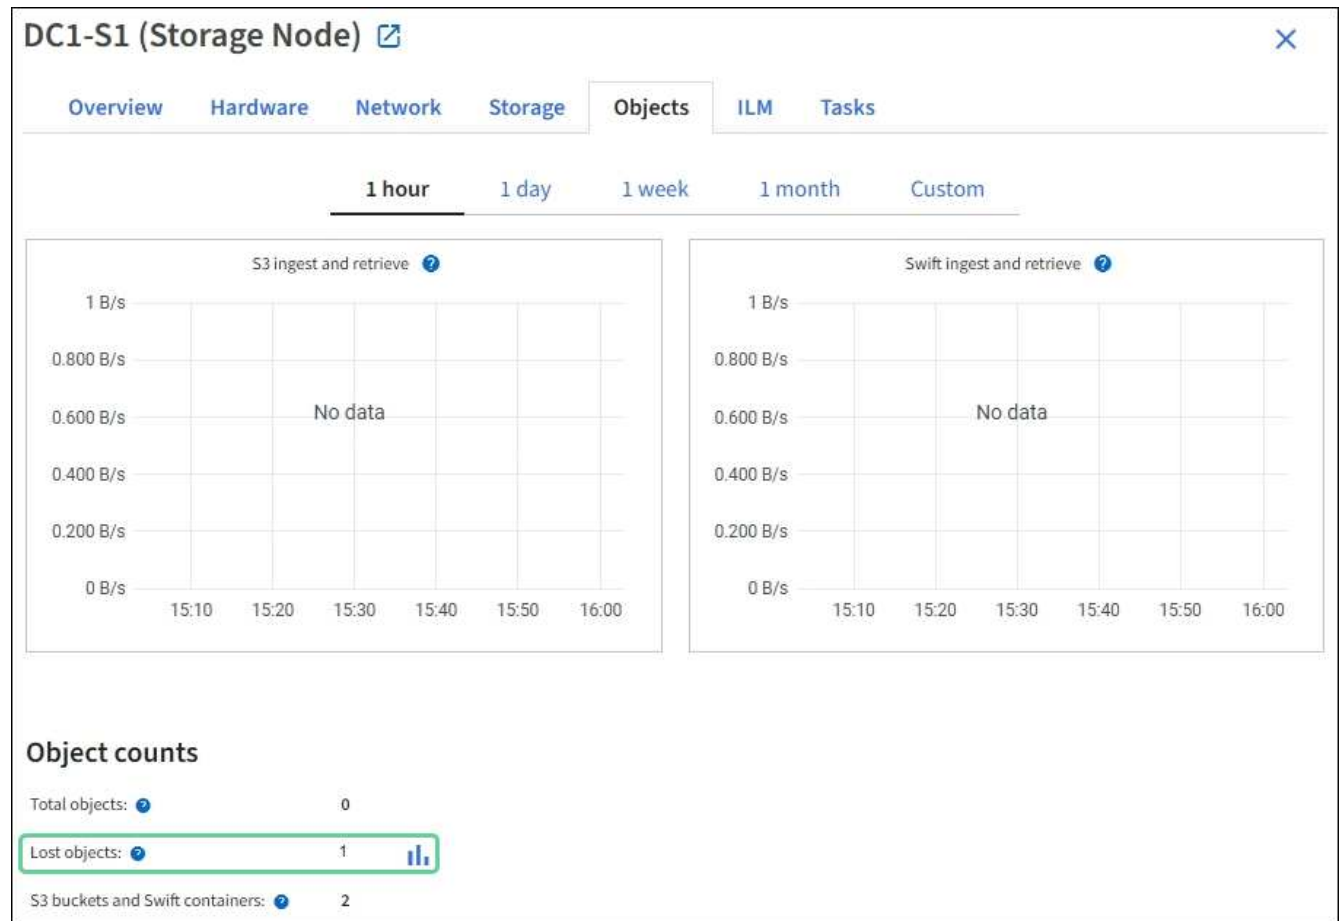 DC1-S1 (Storage Node)
Overview Hardware Network Storage Objects ILM Tasks
1 hour 1 day 1 week 1 month Custom
S3 ingest and retrieve
1 B/s
0.800 B/s
0.600 B/s
0.400 B/s
0.200 B/s
0 B/s
No data
15:10 15:20 15:30 15:40 15:50 16:00
Swift ingest and retrieve
1 B/s
0.800 B/s
0.600 B/s
0.400 B/s
0.200 B/s
0 B/s
No data
15:10 15:20 15:30 15:40 15:50 16:00
Object counts
Total objects: 0
Lost objects: 1
S3 buckets and Swift containers: 2